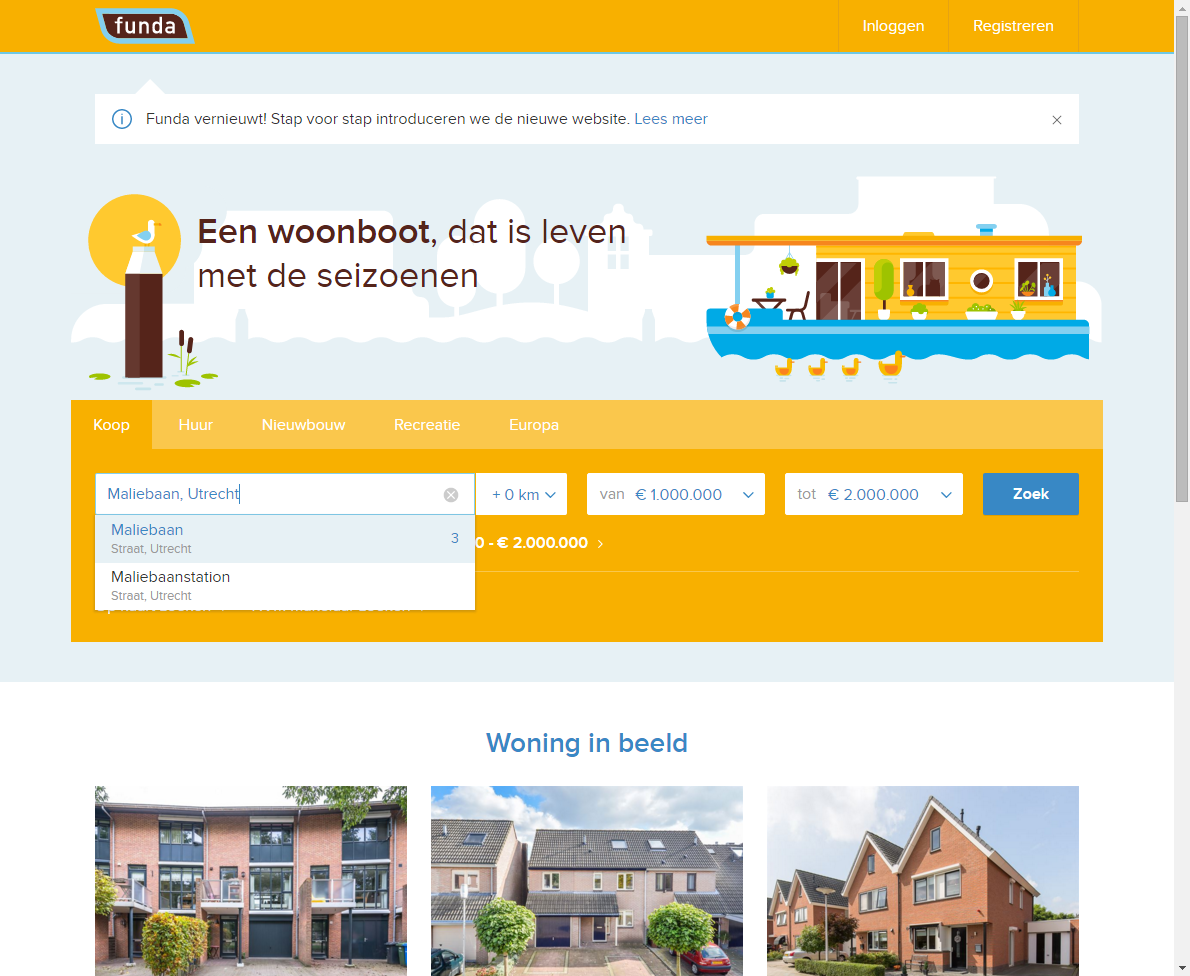 funda
Inloggen
Registreren
Funda vernieuwt! Stap voor stap introduceren we de nieuwe website. Lees meer
Een woonboot, dat is leven
met de seizoenen
Koop
Huur
Nieuwbouw
Recreatie
Europa
Maliebaan, Utrecht
+ 0 km
van € 1.000.000
tot € 2.000.000
Zoek
Maliebaan
3
Straat, Utrecht
0 - € 2.000.000
Maliebaanstation
Straat, Utrecht
Woning in beeld